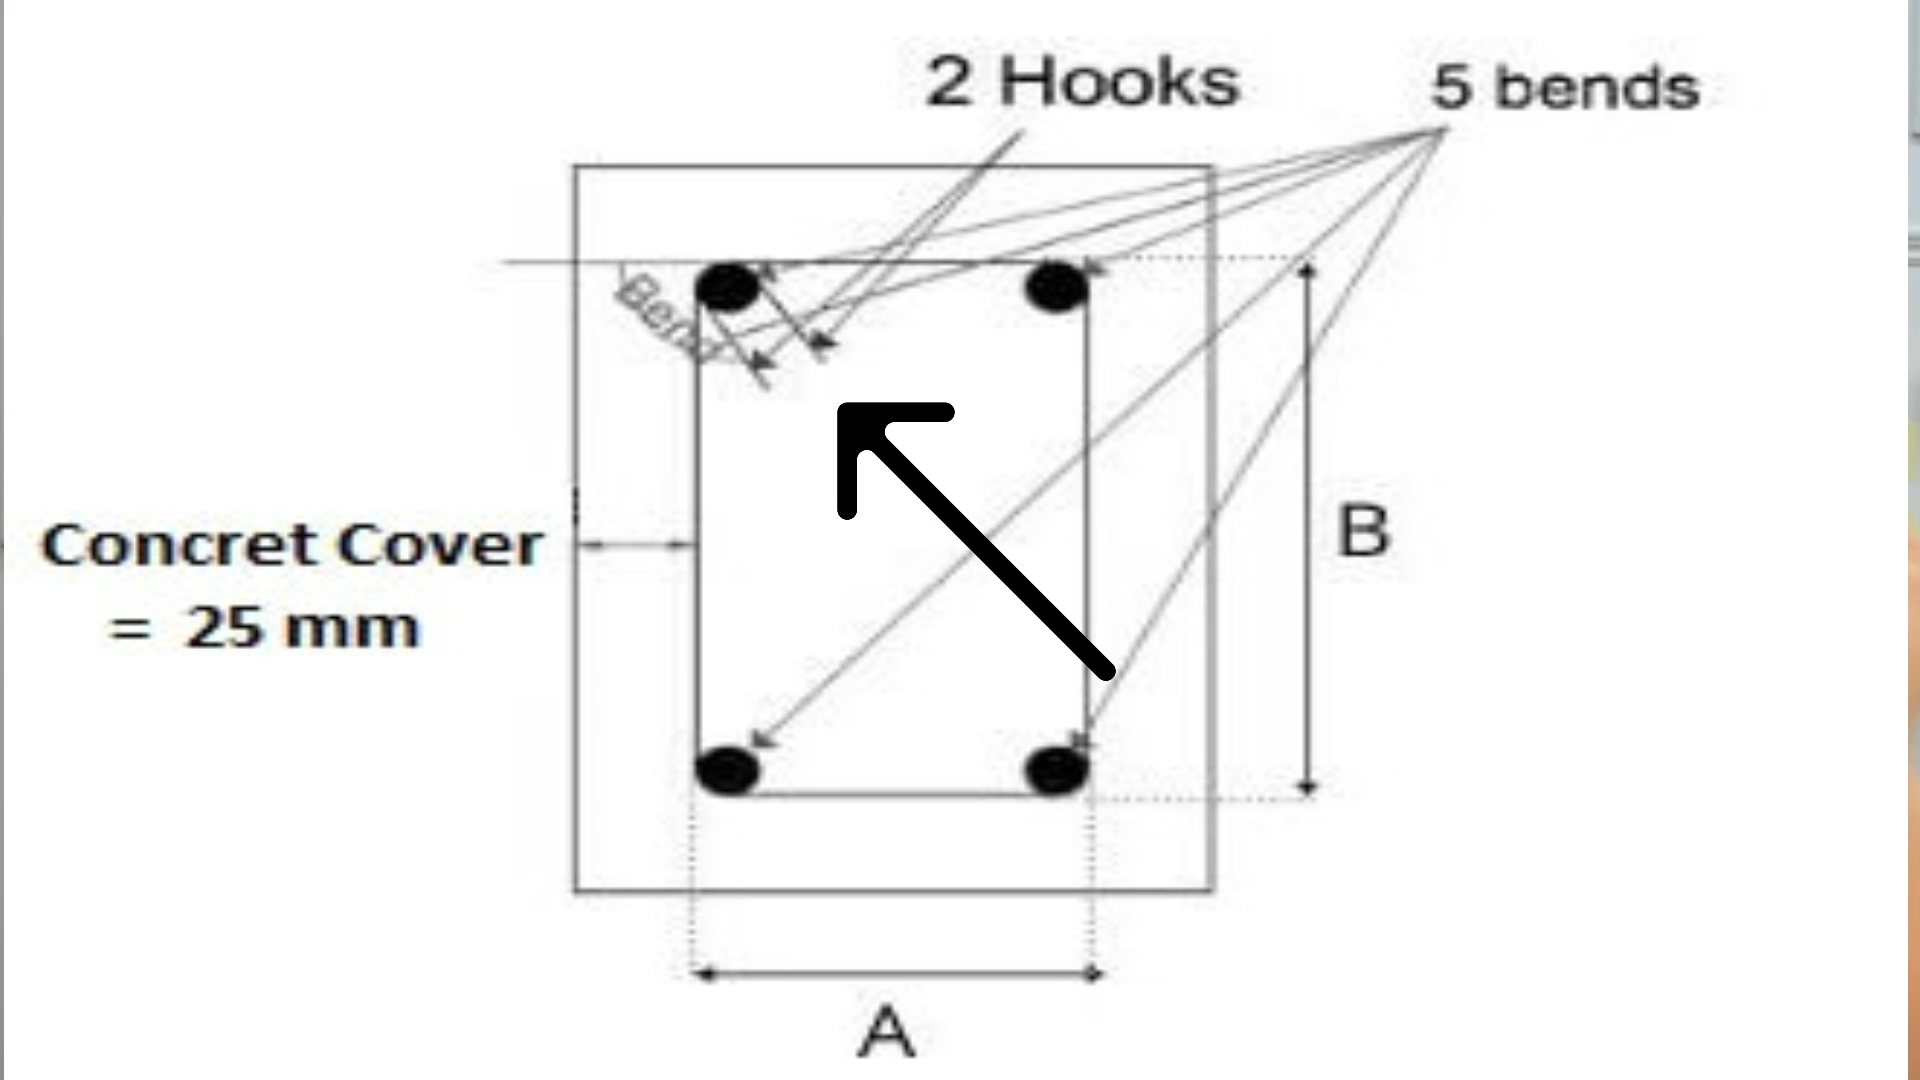 2 Hooks
5 bends
Bend
Concret Cover
= 25 mm
B
A